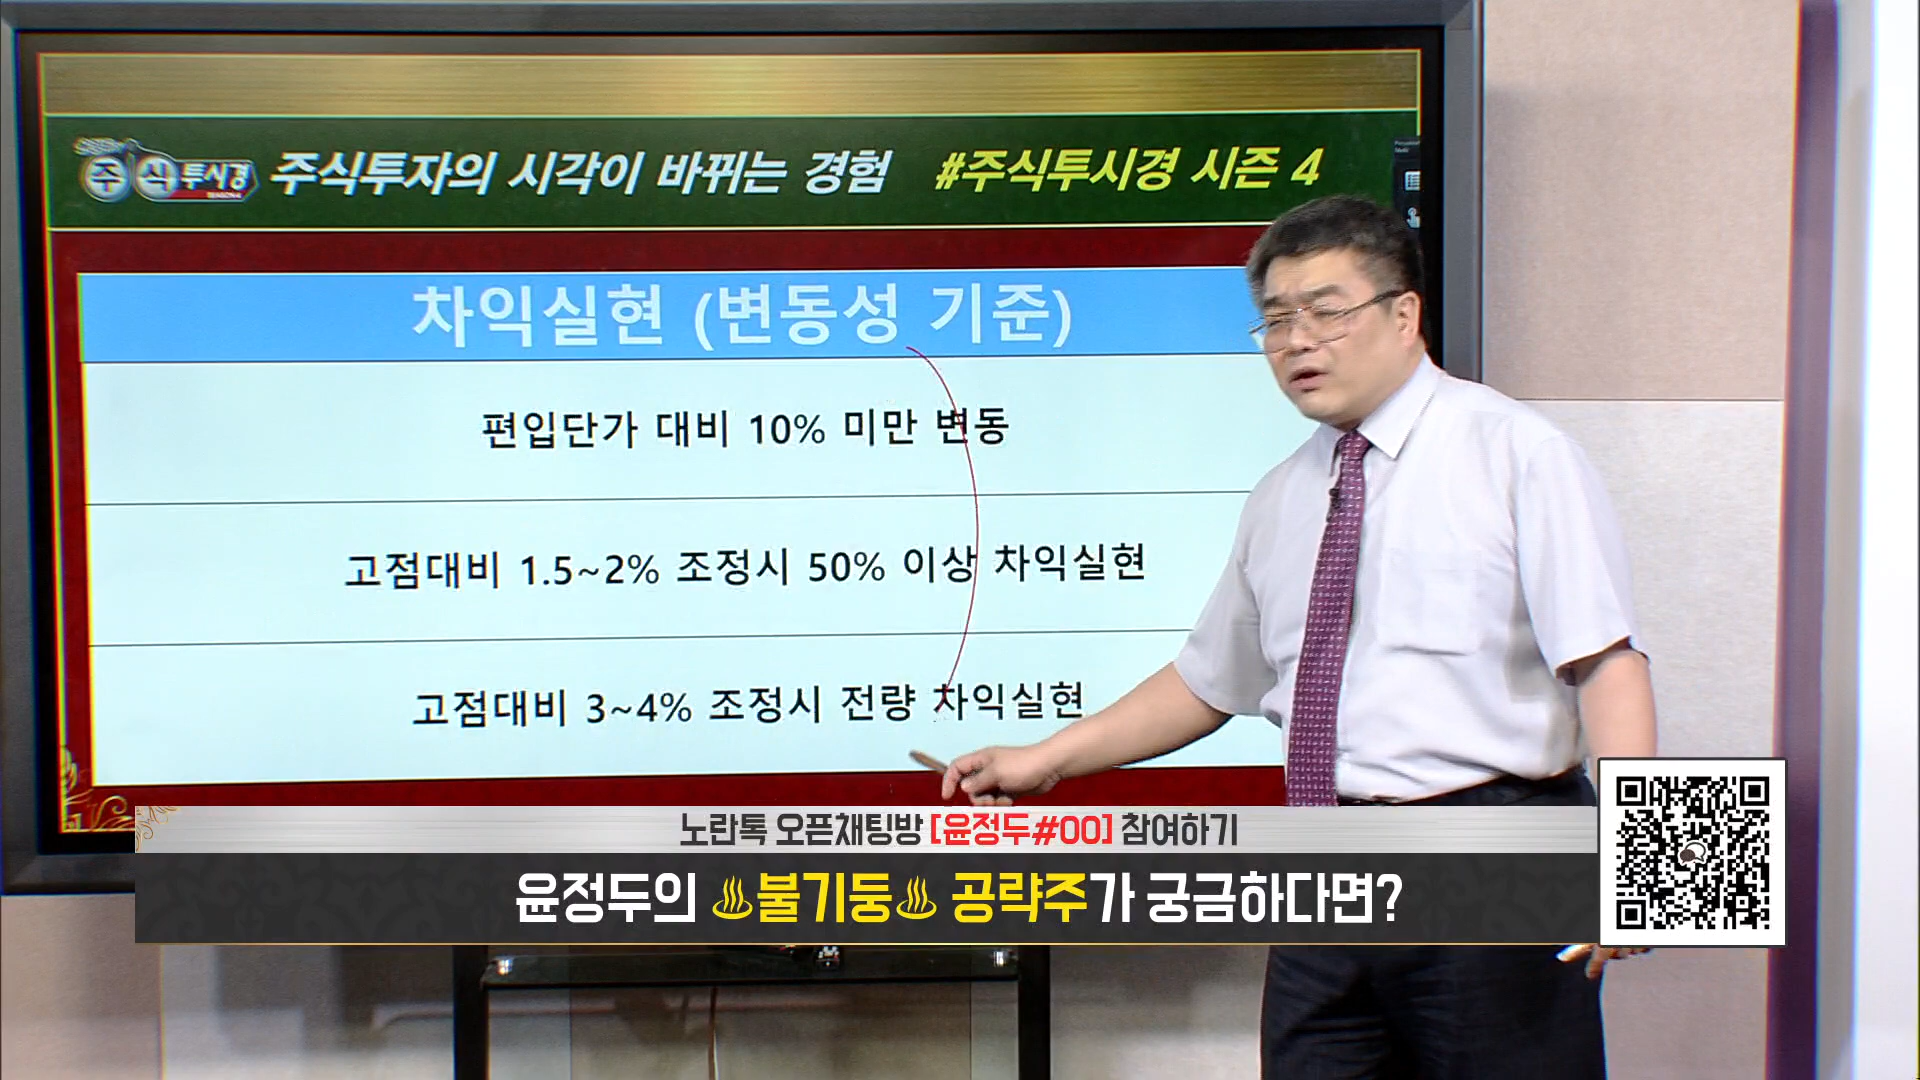 주식투시경 주식투자의 시각이 바뀌는 경험 #주식투시경 시즌 4
차익실현 (변동성 기준)
편입단가 대비 10% 미만 변동
고점대비 1.5~2% 조정시 50% 이상 차익실현
고점대비 3~4% 조정시 전량 차익실현
노란톡 오픈채팅방 [윤정두#00] 참여하기
윤정두의 ♨불기둥♨ 공략주가 궁금하다면?